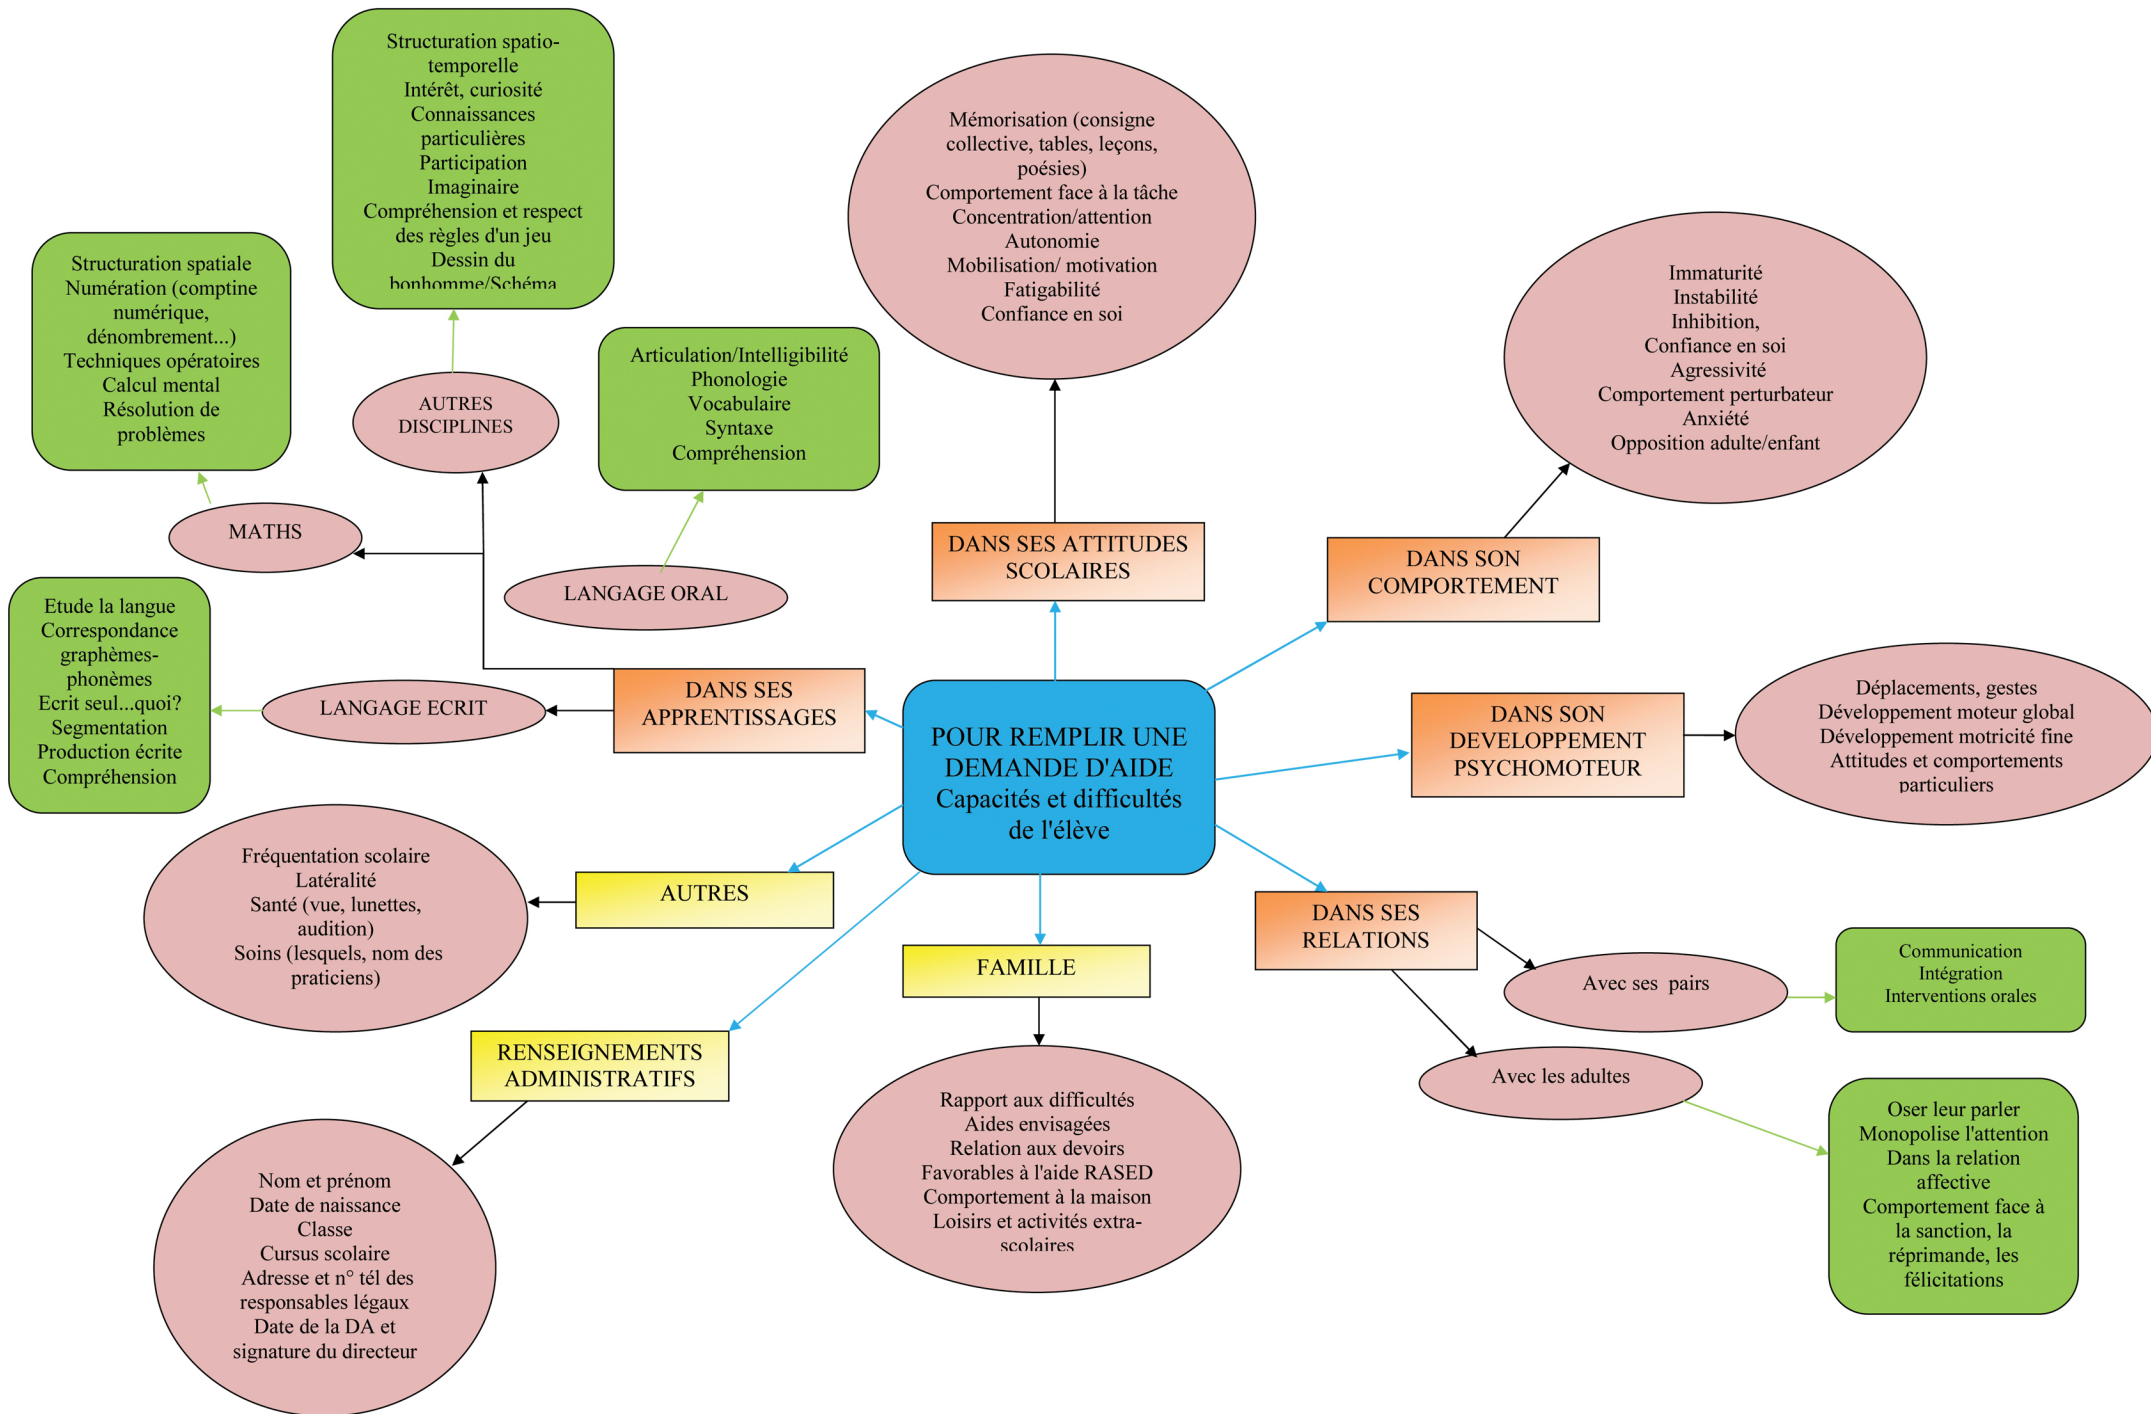 Structuration spatio-
temporelle
Intérêt, curiosité
Connaissances
particulières
Participation
Imaginaire
Compréhension et respect
des règles d'un jeu
Dessin du
bonhomme/Schéma
Mémorisation (consigne
collective, tables, leçons,
poésies)
Comportement face à la tâche
Concentration/attention
Autonomie
Mobilisation/ motivation
Fatigabilité
Confiance en soi
Immaturité
Instabilité
Inhibition,
Confiance en soi
Agressivité
Comportement perturbateur
Anxiété
Opposition adulte/enfant
Structuration spatiale
Numération (comptine
numérique,
dénombrement...)
Techniques opératoires
Calcul mental
Résolution de
problèmes
Articulation/Intelligibilité
Phonologie
Vocabulaire
Syntaxe
Compréhension
AUTRES
DISCIPLINES
MATHS
LANGAGE ORAL
DANS SES ATTITUDES
SCOLAIRES
DANS SON
COMPORTEMENT
Etude la langue
Correspondance
graphèmes-
phonèmes
Ecrit seul...quoi?
Segmentation
Production écrite
Compréhension
LANGAGE ECRIT
DANS SES
APPRENTISSAGES
POUR REMPLIR UNE
DEMANDE D'AIDE
Capacités et difficultés
de l'élève
DANS SON
DEVELOPPEMENT
PSYCHOMOTEUR
Déplacements, gestes
Développement moteur global
Développement motricité fine
Attitudes et comportements
particuliers
Fréquentation scolaire
Latéralité
Santé (vue, lunettes,
audition)
Soins (lesquels, nom des
praticiens)
AUTRES
FAMILLE
DANS SES
RELATIONS
Avec ses  pairs
Communication
Intégration
Interventions orales
RENSEIGNEMENTS
ADMINISTRATIFS
Avec les adultes
Oser leur parler
Monopolise l'attention
Dans la relation
affective
Comportement face à
la sanction, la
réprimande, les
félicitations
Rapport aux difficultés
Aides envisagées
Relation aux devoirs
Favorables à l'aide RASED
Comportement à la maison
Loisirs et activités extra-
scolaires
Nom et prénom
Date de naissance
Classe
Cursus scolaire
Adresse et n° tél des
responsables légaux
Date de la DA et
signature du directeur